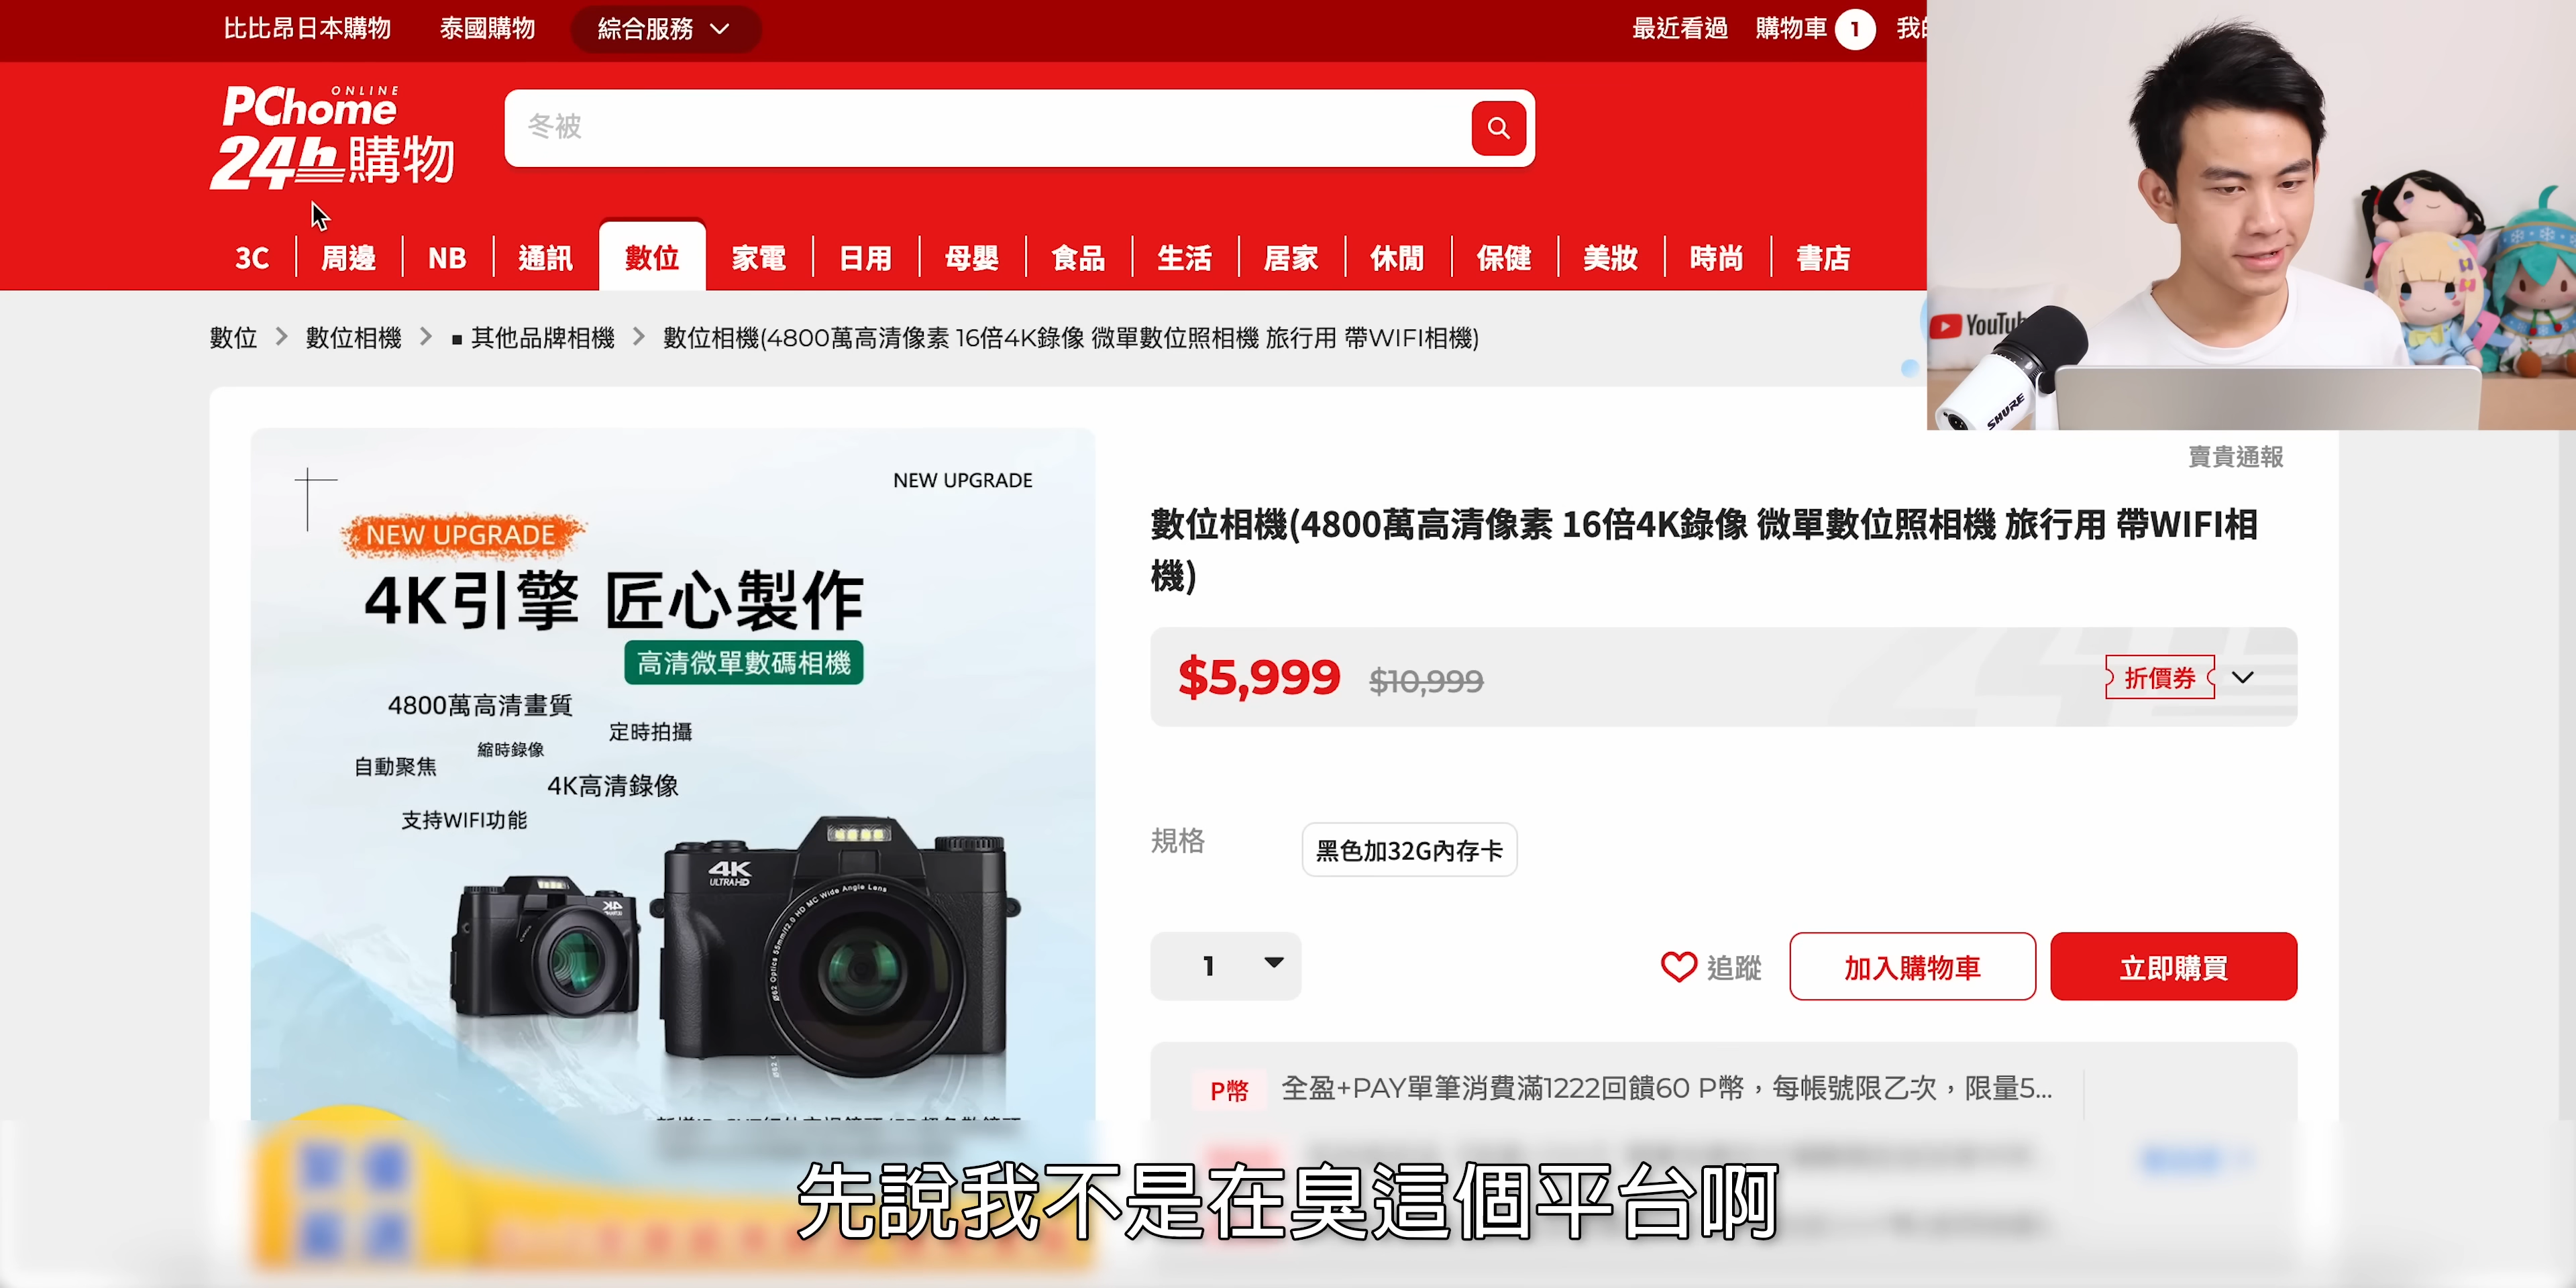 比比昂日本購物 泰國購物 綜合服務
最近看過 購物車 1
PChome ONLINE
24h購物
冬被
3C 周邊 NB 通訊 數位 家電 日用 母嬰 食品 生活 居家 休閒 保健 美妝 時尚 書店
數位 > 數位相機 > ■ 其他品牌相機 > 數位相機(4800萬高清像素 16倍4K錄像 微單數位照相機 旅行用 帶WIFI相機)
YouTube
SHURE
賣貴通報
NEW UPGRADE
NEW UPGRADE
4K引擎 匠心製作
高清微單數碼相機
4800萬高清畫質
定時拍攝
縮時錄像
自動聚焦
4K高清錄像
支持WIFI功能
4K
ULTRA HD
Ø62 Optics 55mm/f2.0 HD MC Wide Angle Lens
數位相機(4800萬高清像素 16倍4K錄像 微單數位照相機 旅行用 帶WIFI相
機)
$5,999 $10,999
折價券
規格 黑色加32G內存卡
1
追蹤 加入購物車 立即購買
P幣 全盈+PAY單筆消費滿1222回饋60 P幣，每帳號限乙次，限量5...
先說我不是在臭這個平台啊